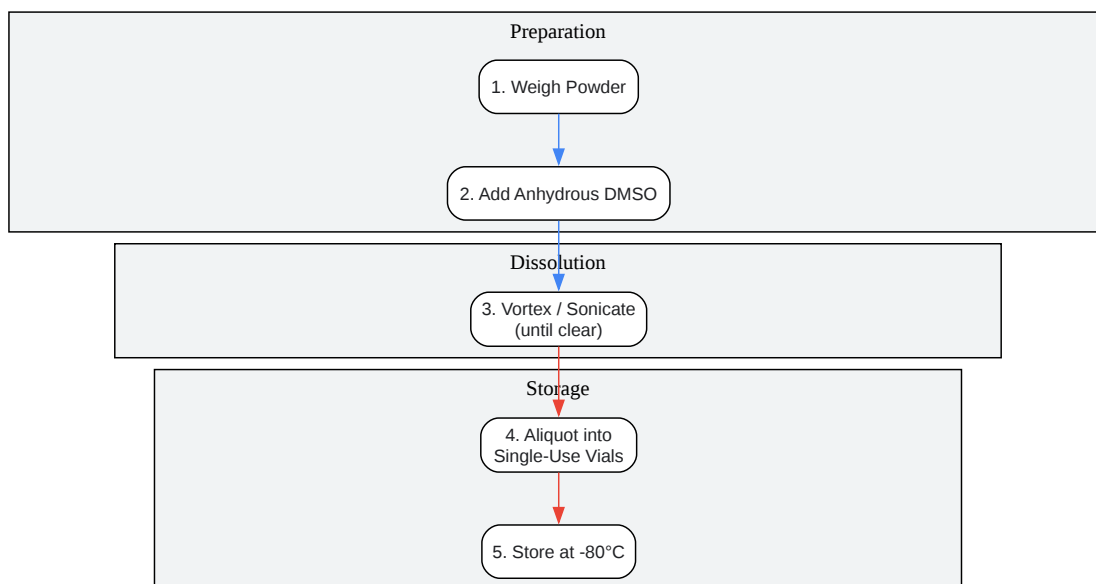 Preparation
1. Weigh Powder
2. Add Anhydrous DMSO
Dissolution
3. Vortex / Sonicate
(until clear)
Storage
4. Aliquot into
Single-Use Vials
5. Store at -80°C